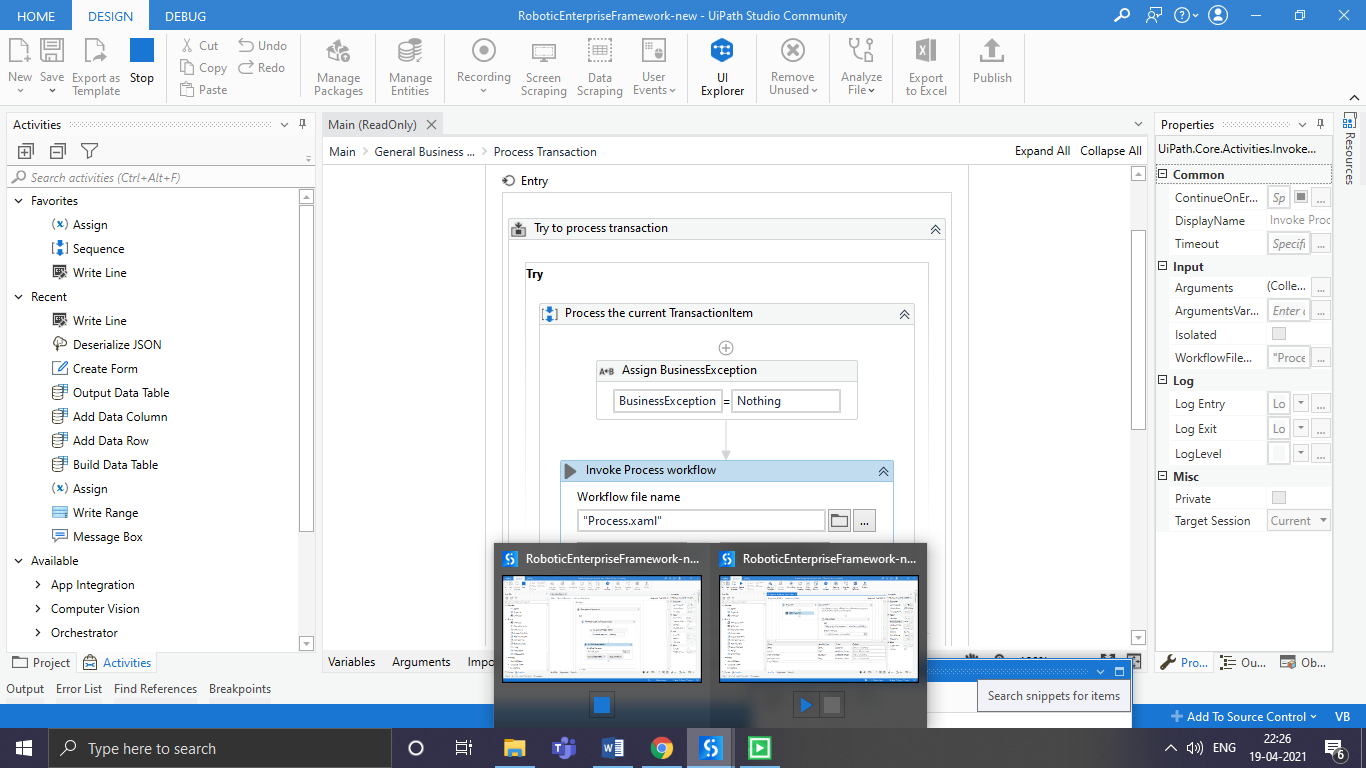 HOME DESIGN DEBUG RoboticEnterpriseFramework-new - UiPath Studio Community
New Save Export as Template Stop
Cut Copy Paste Undo Redo
Manage Packages Manage Entities Recording Screen Scraping Data Scraping User Events UI Explorer Remove Unused Analyze File Export to Excel Publish
Activities
Search activities (Ctrl+Alt+F)
Favorites
Assign
Sequence
Write Line
Recent
Write Line
Deserialize JSON
Create Form
Output Data Table
Add Data Column
Add Data Row
Build Data Table
Assign
Write Range
Message Box
Available
App Integration
Computer Vision
Orchestrator
Project Activities
Output Error List Find References Breakpoints
Main (ReadOnly)
Main > General Business ... > Process Transaction Expand All Collapse All
Entry
Try to process transaction
Try
Process the current TransactionItem
A+B Assign BusinessException
BusinessException = Nothing
Invoke Process workflow
Workflow file name
"Process.xaml" ...
Variables Arguments Impo
RoboticEnterpriseFramework-n... RoboticEnterpriseFramework-n...
Search snippets for items
Properties
UiPath.Core.Activities.Invoke...
Common
ContinueOnEr... Sp ...
DisplayName Invoke Proc
Timeout Specifi ...
Input
Arguments (Colle... ...
ArgumentsVar... Enter ...
Isolated
WorkflowFile... "Proce ...
Log
Log Entry Lo ...
Log Exit Lo ...
LogLevel ...
Misc
Private
Target Session Current
Pro... Ou... Ob...
Resources
Add To Source Control VB
Type here to search
ENG
22:26
19-04-2021
6